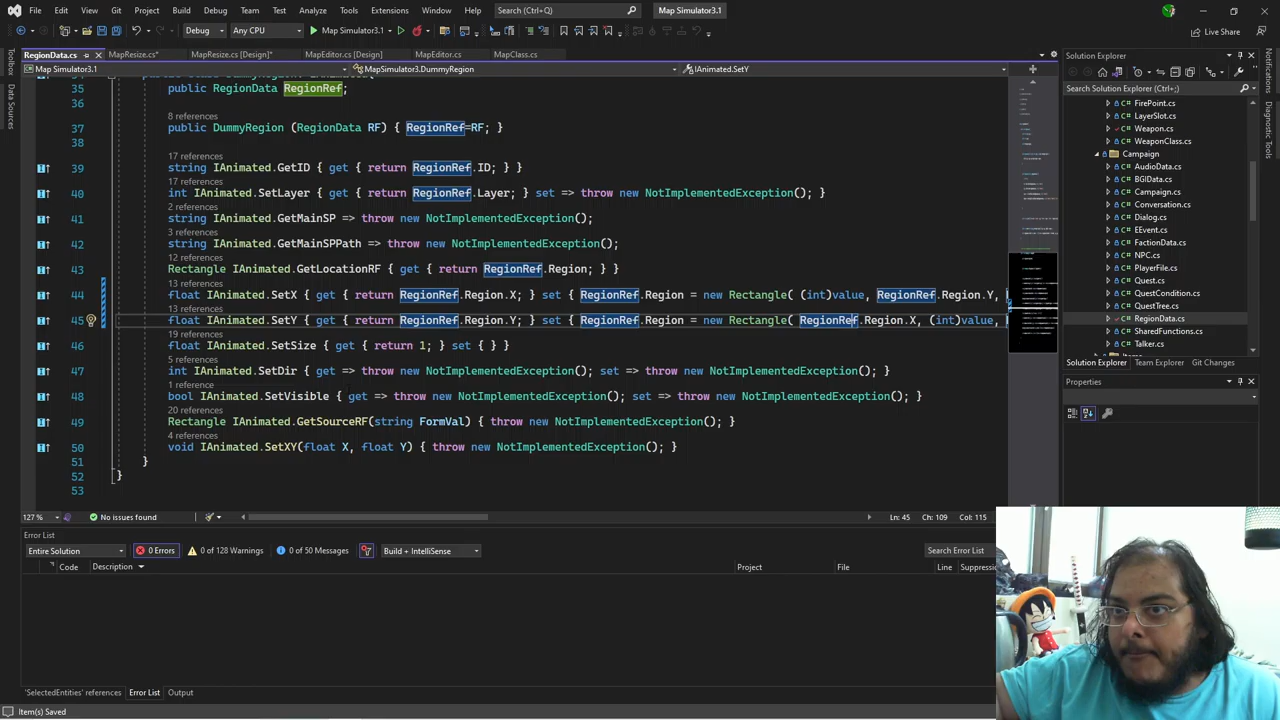 File Edit View Git Project Build Debug Test Analyze Tools Extensions Window Help Search (Ctrl+Q) Map Simulator3.1
Debug Any CPU Map Simulator3.1 Live Share
RegionData.cs MapResize.cs* MapResize.cs [Design]* MapEditor.cs [Design] MapEditor.cs MapClass.cs
Map Simulator3.1 MapSimulator3.DummyRegion IAnimated.SetY
Toolbox
Data Sources
35 public RegionData RegionRef;
36
8 references
37 public DummyRegion (RegionData RF) { RegionRef=RF; }
38
17 references
39 string IAnimated.GetID { get { return RegionRef.ID; } }
17 references
40 int IAnimated.SetLayer { get { return RegionRef.Layer; } set => throw new NotImplementedException(); }
2 references
41 string IAnimated.GetMainSP => throw new NotImplementedException();
3 references
42 string IAnimated.GetMain3PX => throw new NotImplementedException();
12 references
43 Rectangle IAnimated.GetLocationRF { get { return RegionRef.Region; } }
13 references
44 float IAnimated.SetX { get { return RegionRef.Region.X; } set { RegionRef.Region = new Rectangle( (int)value, RegionRef.Region.Y,
13 references
45 float IAnimated.SetY { get { return RegionRef.Region.Y; } set { RegionRef.Region = new Rectangle( RegionRef.Region.X, (int)value,
19 references
46 float IAnimated.SetSize { get { return 1; } set { } }
5 references
47 int IAnimated.SetDir { get => throw new NotImplementedException(); set => throw new NotImplementedException(); }
1 reference
48 bool IAnimated.SetVisible { get => throw new NotImplementedException(); set => throw new NotImplementedException(); }
20 references
49 Rectangle IAnimated.GetSourceRF(string FormVal) { throw new NotImplementedException(); }
4 references
50 void IAnimated.SetXY(float X, float Y) { throw new NotImplementedException(); }
51 }
52 }
53
127 % No issues found Ln: 45 Ch: 109 Col: 115
Error List
Entire Solution 0 Errors 0 of 128 Warnings 0 of 50 Messages Build + IntelliSense Search Error List
Code Description Project File Line Suppressio
'SelectedEntities' references Error List Output
Item(s) Saved
Solution Explorer
Search Solution Explorer (Ctrl+;)
FirePoint.cs
LayerSlot.cs
Weapon.cs
WeaponClass.cs
Campaign
AudioData.cs
BGIData.cs
Campaign.cs
Conversation.cs
Dialog.cs
EEvent.cs
FactionData.cs
NPC.cs
PlayerFile.cs
Quest.cs
QuestCondition.cs
QuestTree.cs
RegionData.cs
SharedFunctions.cs
Talker.cs
Solution Explorer Team Explorer Git Changes
Properties
Notifications
Diagnostic Tools